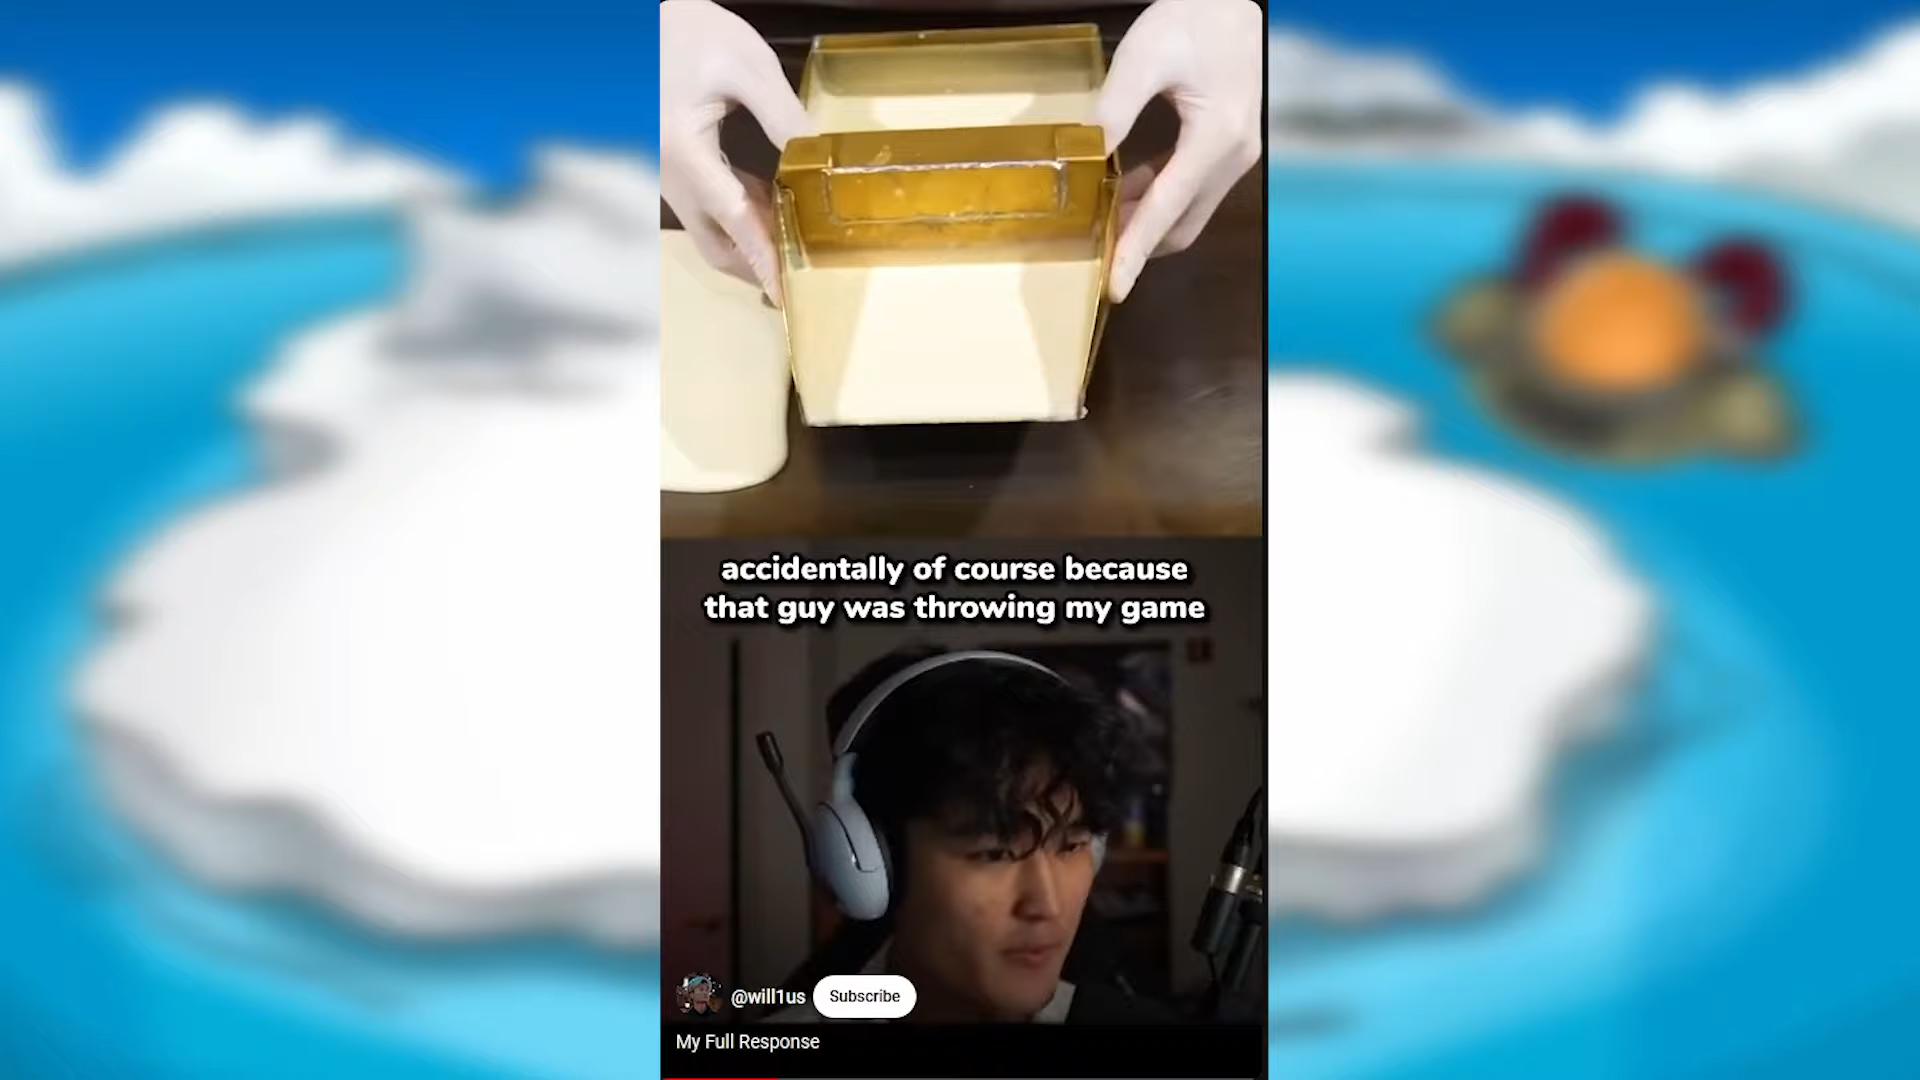 accidentally of course because
that guy was throwing my game
@will1us
Subscribe
My Full Response